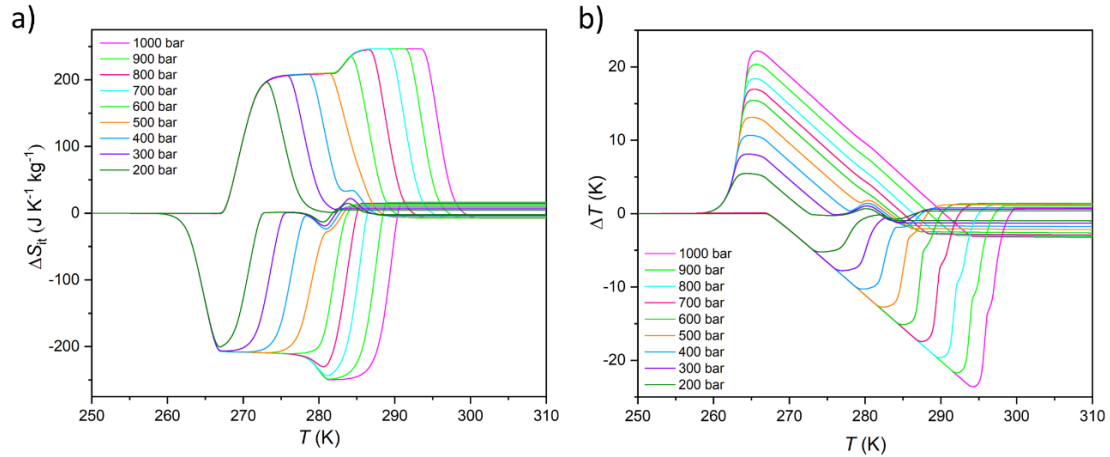 a)
ΔS_it (J K⁻¹ kg⁻¹)
200
100
0
-100
-200
1000 bar
900 bar
800 bar
700 bar
600 bar
500 bar
400 bar
300 bar
200 bar
250 260 270 280 290 300 310
T (K)
b)
ΔT (K)
20
10
0
-10
-20
1000 bar
900 bar
800 bar
700 bar
600 bar
500 bar
400 bar
300 bar
200 bar
250 260 270 280 290 300 310
T (K)